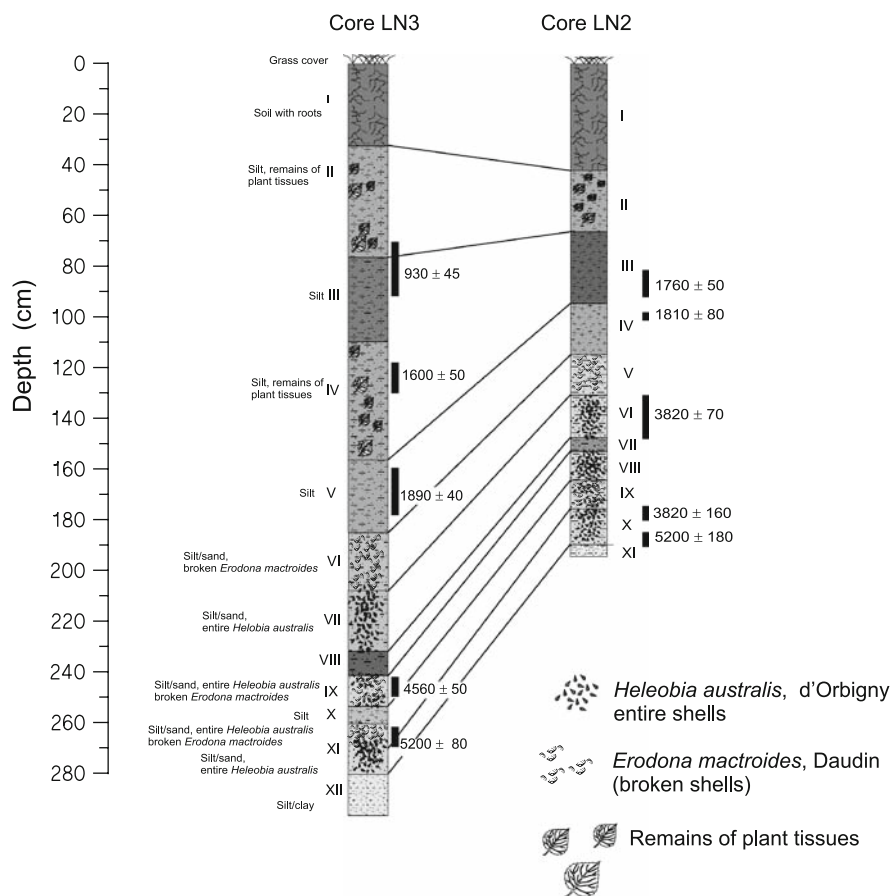 Core LN3
Core LN2
Depth (cm)
0
20
40
60
80
100
120
140
160
180
200
220
240
260
280
Grass cover
I
Soil with roots
II
Silt, remains of
plant tissues
Silt III
Silt, remains of
plant tissues
IV
Silt V
Silt/sand,
broken Erodona mactroides
VI
Silt/sand,
entire Helobia australis
VII
VIII
Silt/sand, entire Heleobia australis
broken Erodona mactroides
IX
Silt X
Silt/sand, entire Heleobia australis
broken Erodona mactroides
XI
Silt/sand,
entire Heleobia australis
XII
Silt/clay
930 ± 45
1600 ± 50
1890 ± 40
4560 ± 50
5200 ± 80
I
II
III
IV
V
VI
VII
VIII
IX
X
XI
1760 ± 50
1810 ± 80
3820 ± 70
3820 ± 160
5200 ± 180
Heleobia australis, d'Orbigny
entire shells
Erodona mactroides, Daudin
(broken shells)
Remains of plant tissues